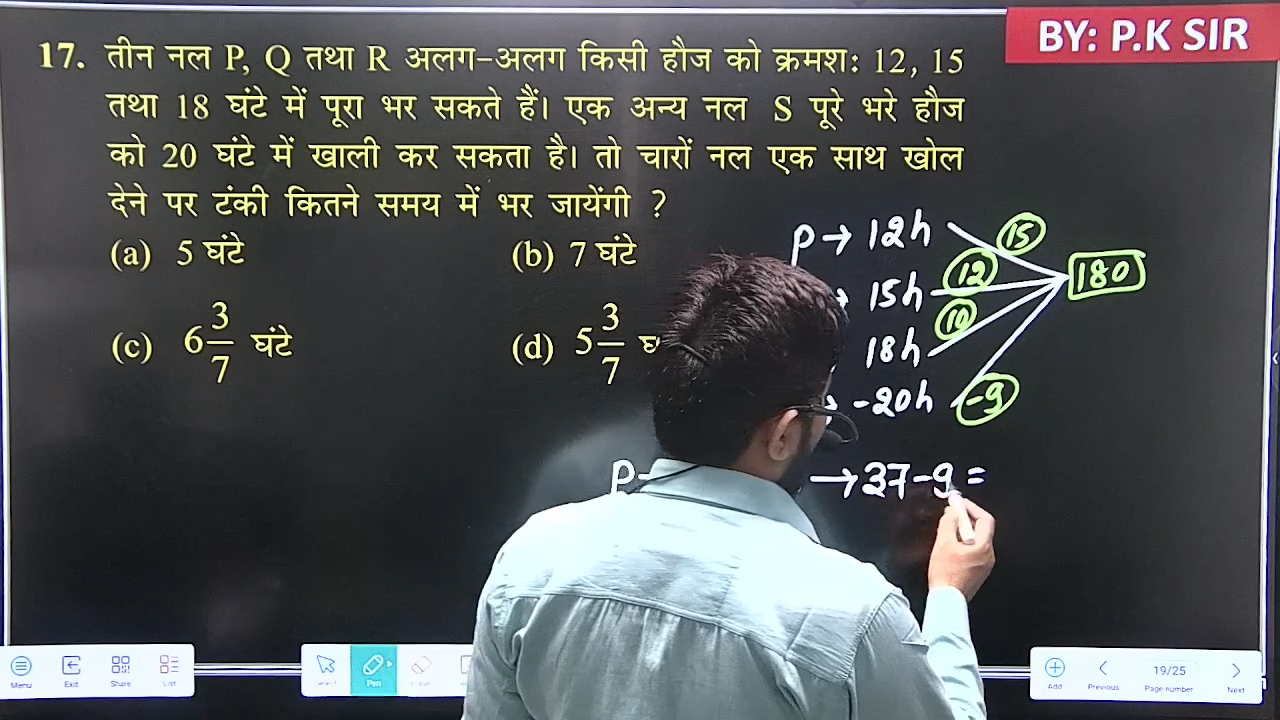 BY: P.K SIR
17. तीन नल P, Q तथा R अलग-अलग किसी हौज को क्रमशः 12, 15
तथा 18 घंटे में पूरा भर सकते हैं। एक अन्य नल S पूरे भरे हौज
को 20 घंटे में खाली कर सकता है। तो चारों नल एक साथ खोल
देने पर टंकी कितने समय में भर जायेंगी ?
(a) 5 घंटे
(b) 7 घंटे
(c) 6 3/7 घंटे
(d) 5 3/7
P → 12h 15
15h 12 180
18h 10
-20h -9
P → 37-9=
Menu Exit Share List
Pen
Add Previous 19/25 Page number Next